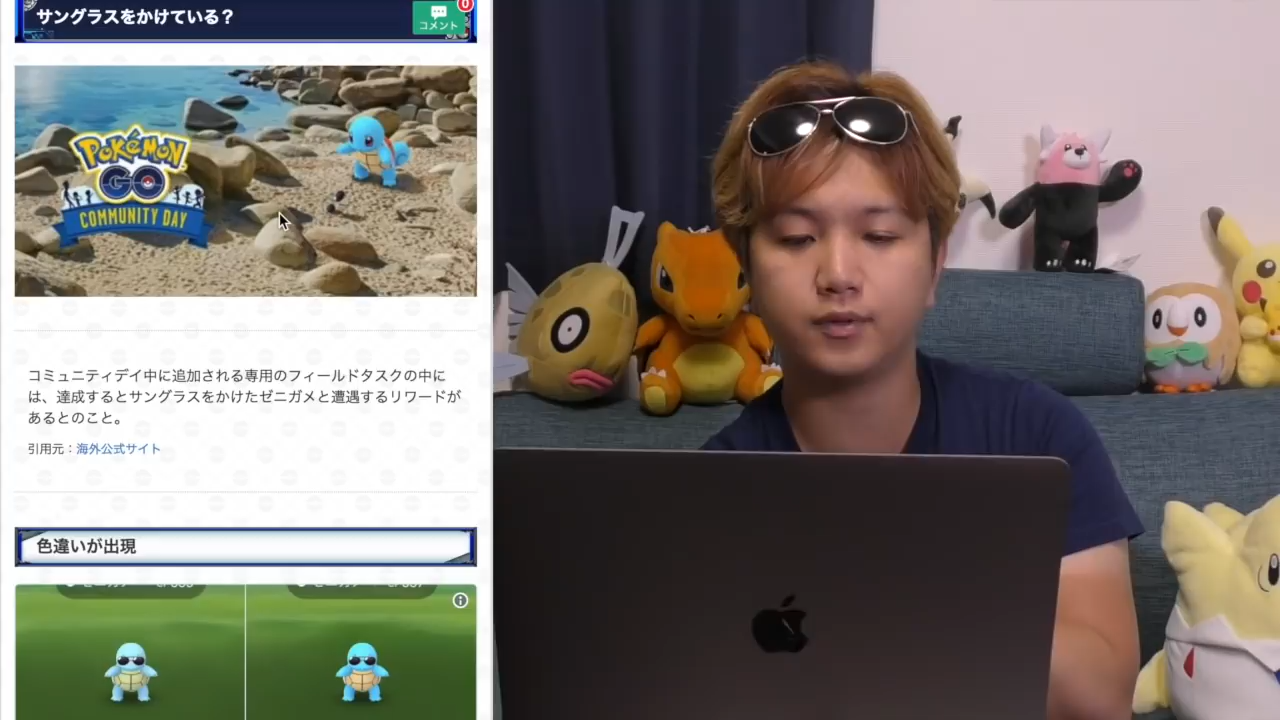 サングラスをかけている？
0
コメント
POKÉMON
GO
COMMUNITY DAY
コミュニティデイ中に追加される専用のフィールドタスクの中に
は、達成するとサングラスをかけたゼニガメと遭遇するリワードが
あるとのこと。
引用元：海外公式サイト
色違いが出現